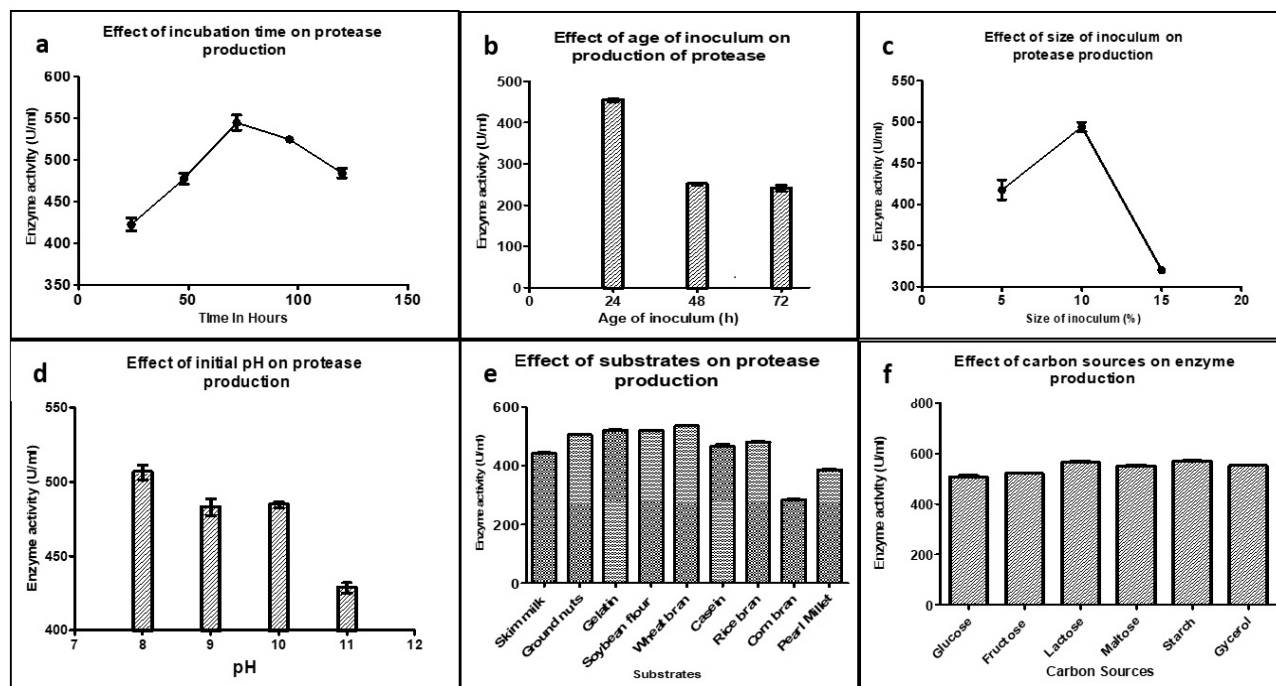 a
Effect of incubation time on protease
production
600
550
500
450
400
350
0
50
100
150
Enzyme activity (U/ml)
Time in Hours
b
Effect of age of inoculum on
production of protease
500
400
300
200
100
0
0
24
48
72
Enzyme activity (U/ml)
Age of inoculum (h)
c
Effect of size of inoculum on
protease production
550
500
450
400
350
300
0
5
10
15
20
Enzyme activity (U/ml)
Size of inoculum (%)
d
Effect of initial pH on protease
production
550
500
450
400
7
8
9
10
11
12
Enzyme activity (U/ml)
pH
e
Effect of substrates on protease
production
600
400
200
0
Enzyme activity (U/ml)
Skim milk
Ground nuts
Gelatin
Soybean flour
Wheat bran
Casein
Rice bran
Corn bran
Pearl Millet
Substrates
f
Effect of carbon sources on enzyme
production
800
600
400
200
0
Enzyme activity (U/ml)
Glucose
Fructose
Lactose
Maltose
Starch
Gycerol
Carbon Sources